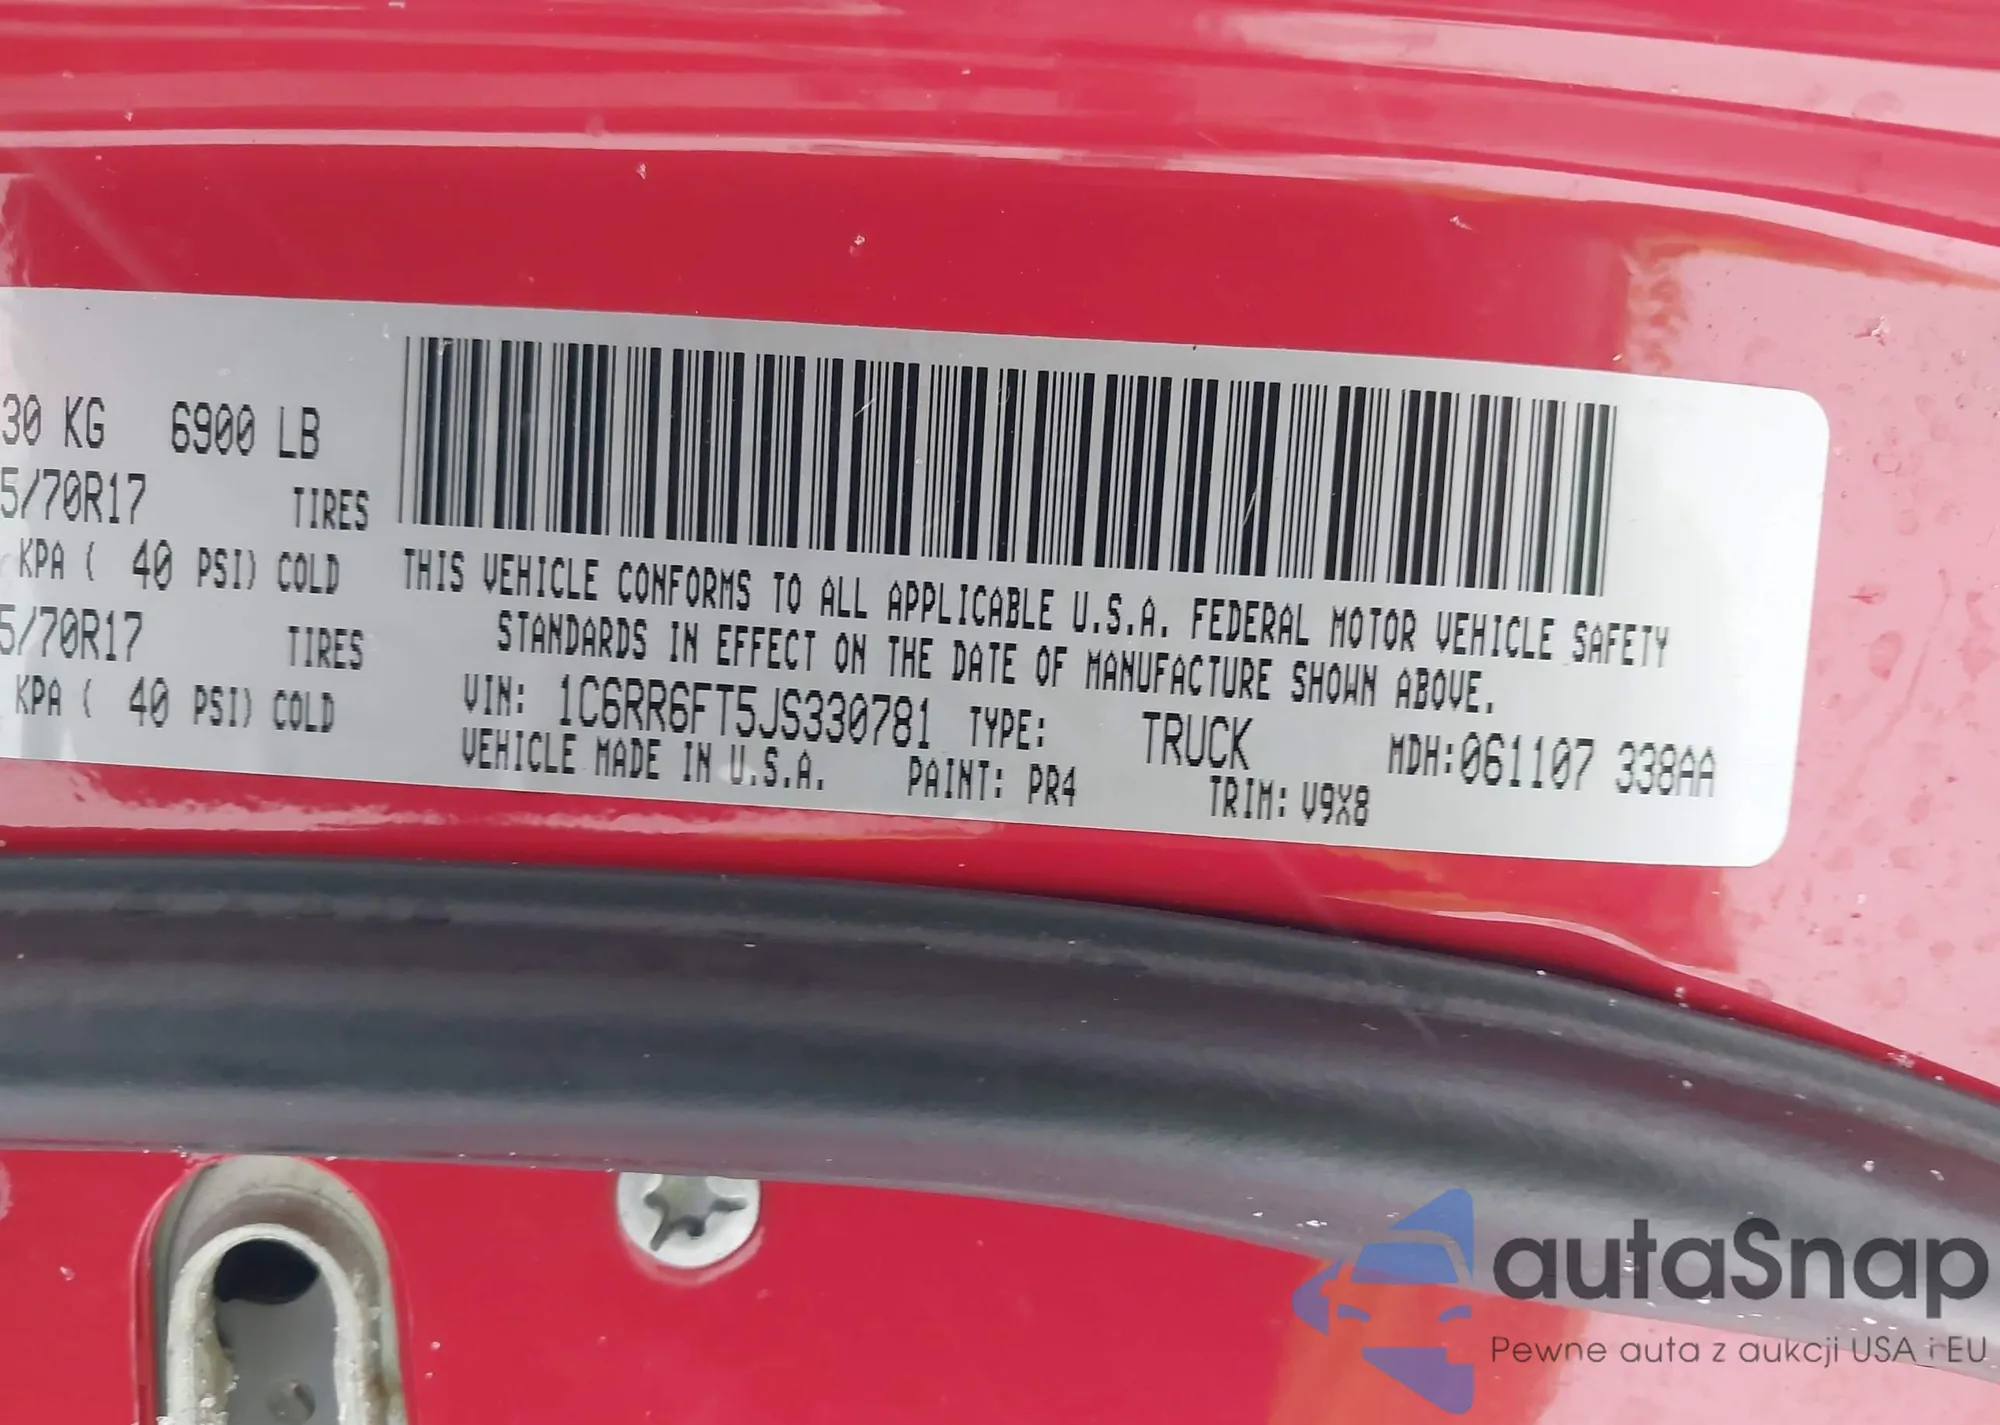 30 KG 6900 LB
5/70R17 TIRES
KPA ( 40 PSI) COLD
5/70R17 TIRES
KPA ( 40 PSI) COLD
THIS VEHICLE CONFORMS TO ALL APPLICABLE U.S.A. FEDERAL MOTOR VEHICLE SAFETY
STANDARDS IN EFFECT ON THE DATE OF MANUFACTURE SHOWN ABOVE.
VIN: 1C6RR6FT5JS330781 TYPE: TRUCK MDH:061107 338AA
VEHICLE MADE IN U.S.A. PAINT: PR4 TRIM: V9X8
autaSnap
Pewne auta z aukcji USA i EU